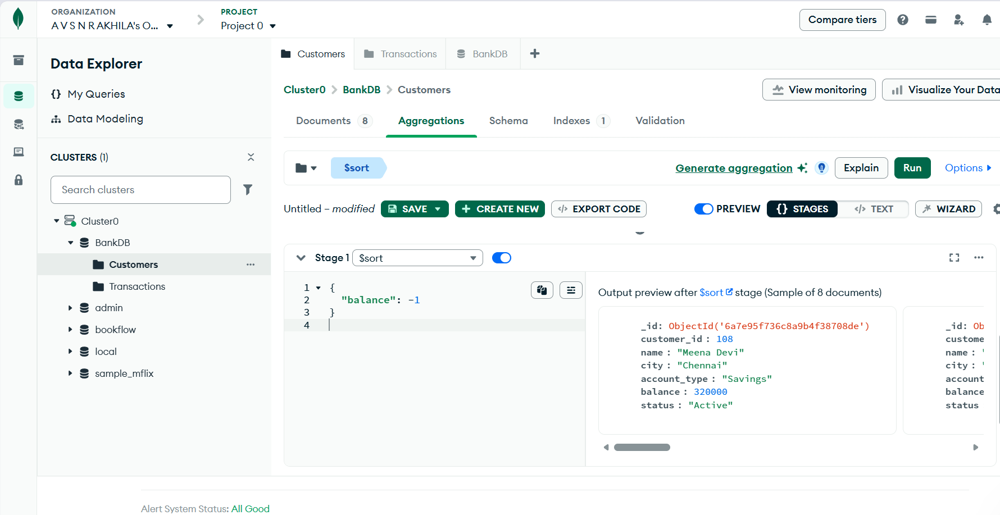 ORGANIZATION
A V S N R AKHILA's O...
PROJECT
Project 0
Compare tiers
Data Explorer
My Queries
Data Modeling
CLUSTERS (1)
Search clusters
Cluster0
BankDB
Customers
Transactions
admin
bookflow
local
sample_mflix
Customers
Transactions
BankDB
Cluster0 > BankDB > Customers
View monitoring
Visualize Your Data
Documents 8
Aggregations
Schema
Indexes 1
Validation
$sort
Generate aggregation
Explain
Run
Options
Untitled – modified
SAVE
CREATE NEW
EXPORT CODE
PREVIEW
{} STAGES
</> TEXT
WIZARD
Stage 1 $sort
1 {
2 "balance": -1
3 }
4
Output preview after $sort stage (Sample of 8 documents)
_id: ObjectId('6a7e95f736c8a9b4f38708de')
customer_id : 108
name : "Meena Devi"
city : "Chennai"
account_type : "Savings"
balance : 320000
status : "Active"
_id: Ob
custome
name : "
city : "
account
balance
status
Alert System Status: All Good